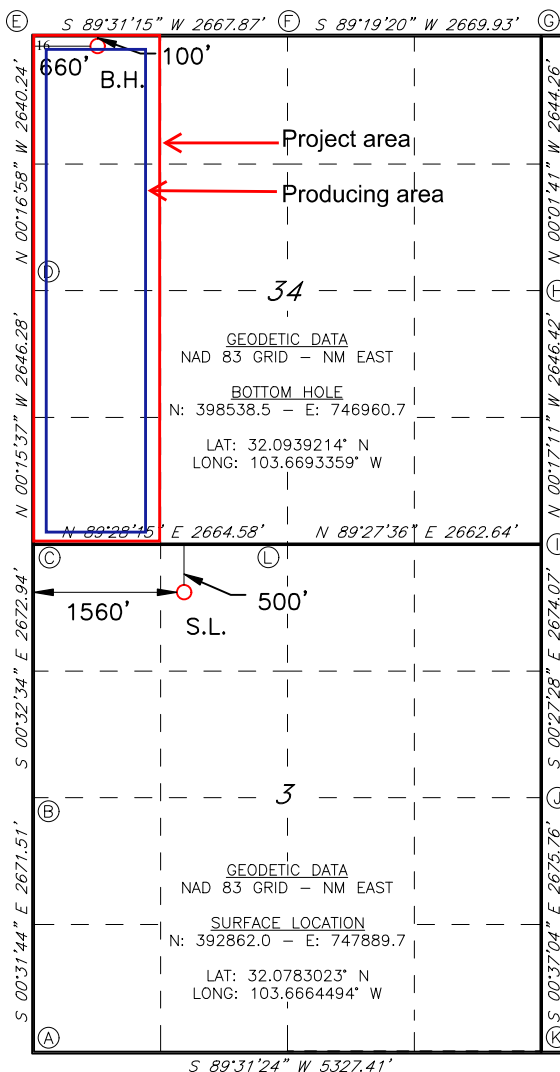 E S 89°31'15" W 2667.87' F S 89°19'20" W 2669.93' G
16
660'
100'
B.H.
N 00°16'58" W 2640.24'
N 00°01'41" W 2644.26'
Project area
Producing area
D
H
34
GEODETIC DATA
NAD 83 GRID – NM EAST
BOTTOM HOLE
N: 398538.5 – E: 746960.7
LAT: 32.0939214° N
LONG: 103.6693359° W
N 00°15'37" W 2646.28'
N 00°17'11" W 2646.42'
N 89°28'15" E 2664.58' N 89°27'36" E 2662.64'
C L I
1560'
500'
S.L.
S 00°32'34" E 2672.94'
S 00°27'28" E 2674.07'
3
B J
GEODETIC DATA
NAD 83 GRID – NM EAST
SURFACE LOCATION
N: 392862.0 – E: 747889.7
LAT: 32.0783023° N
LONG: 103.6664494° W
S 00°31'44" E 2671.51'
S 00°37'04" E 2675.76'
A K
S 89°31'24" W 5327.41'